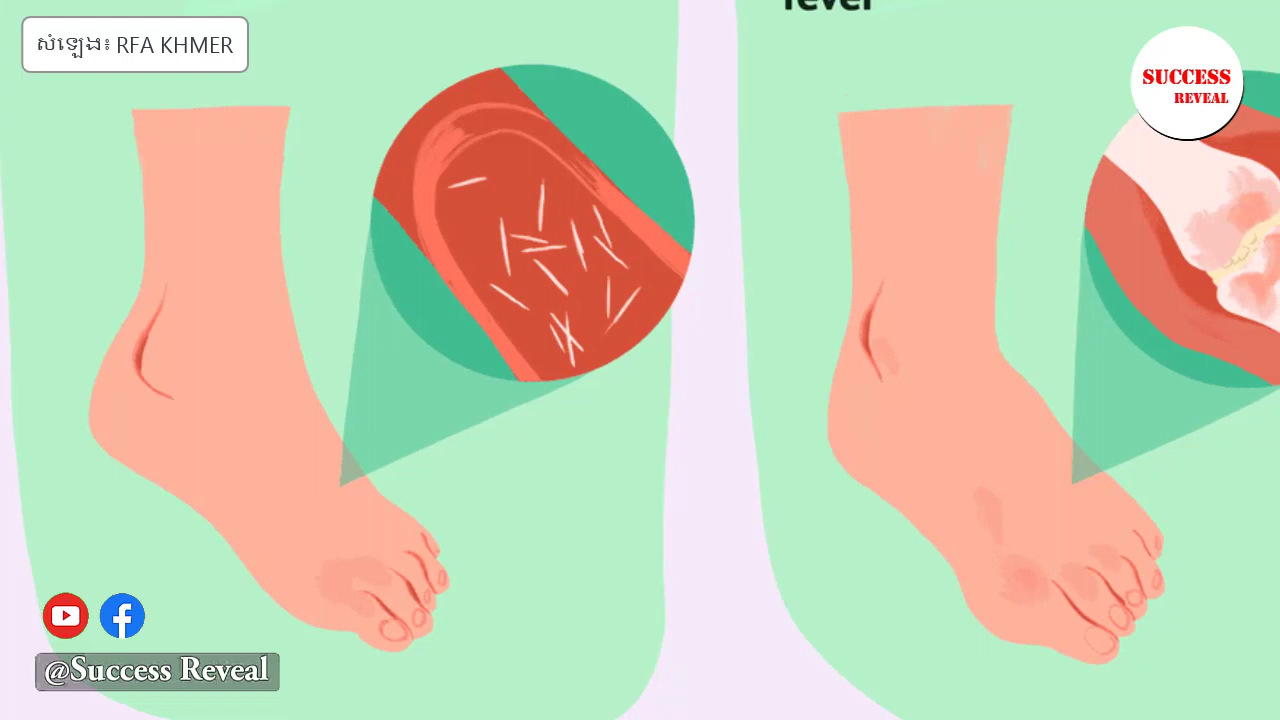 fever
សំឡេង៖ RFA KHMER
SUCCESS
REVEAL
@Success Reveal